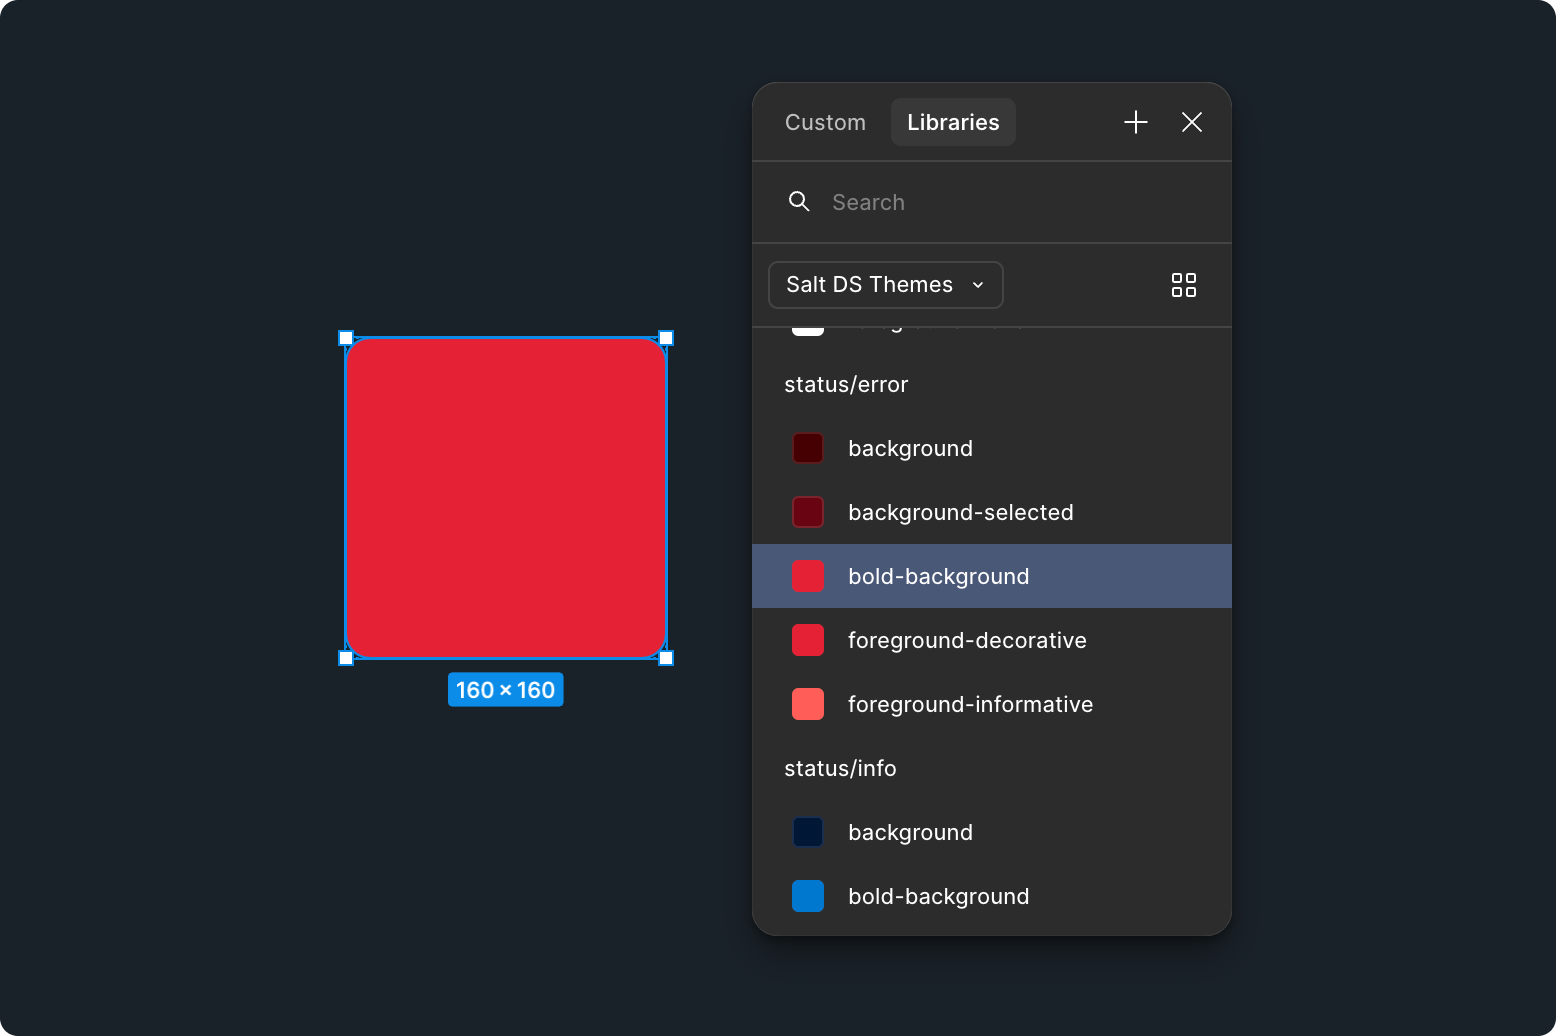 Custom
Libraries
Search
Salt DS Themes
status/error
background
background-selected
bold-background
foreground-decorative
foreground-informative
status/info
background
bold-background
160 × 160